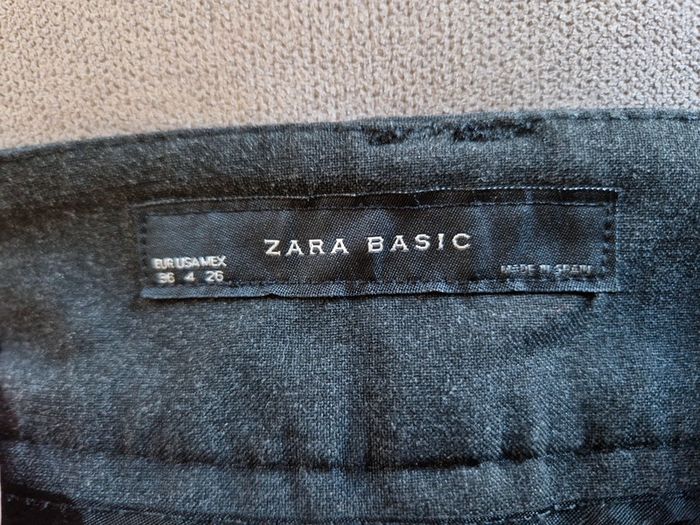 ZARA BASIC
EUR USA MEX
36 4 26
MADE IN SPAIN